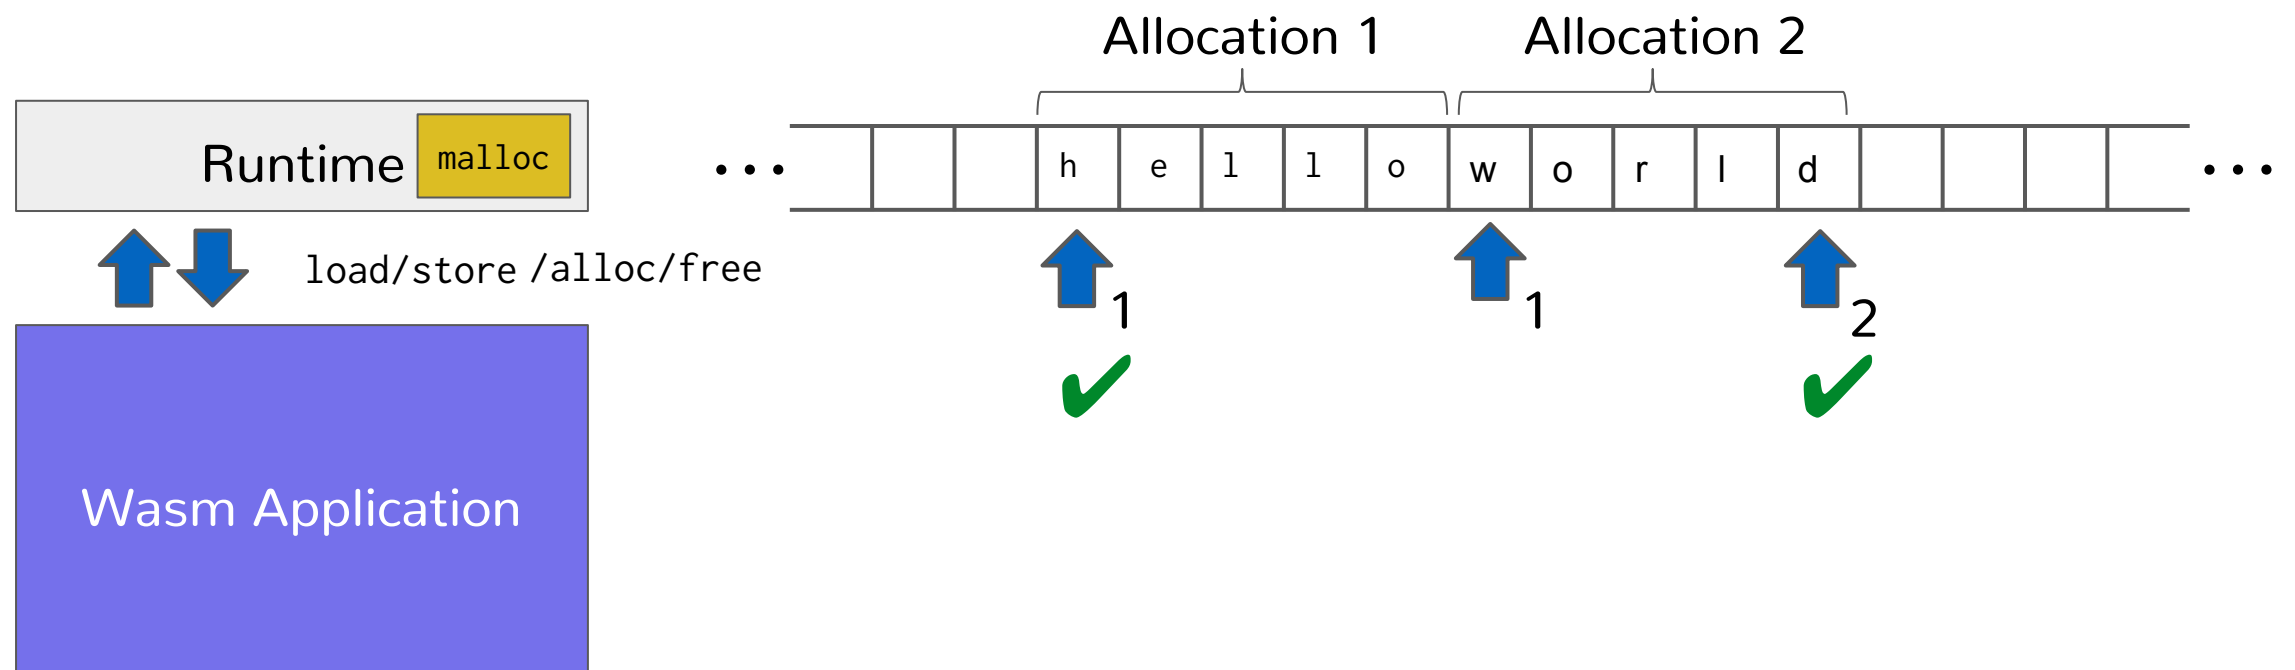 Allocation 1 Allocation 2
Runtime malloc
... h e l l o w o r l d ...
load/store /alloc/free
1 1 2
Wasm Application